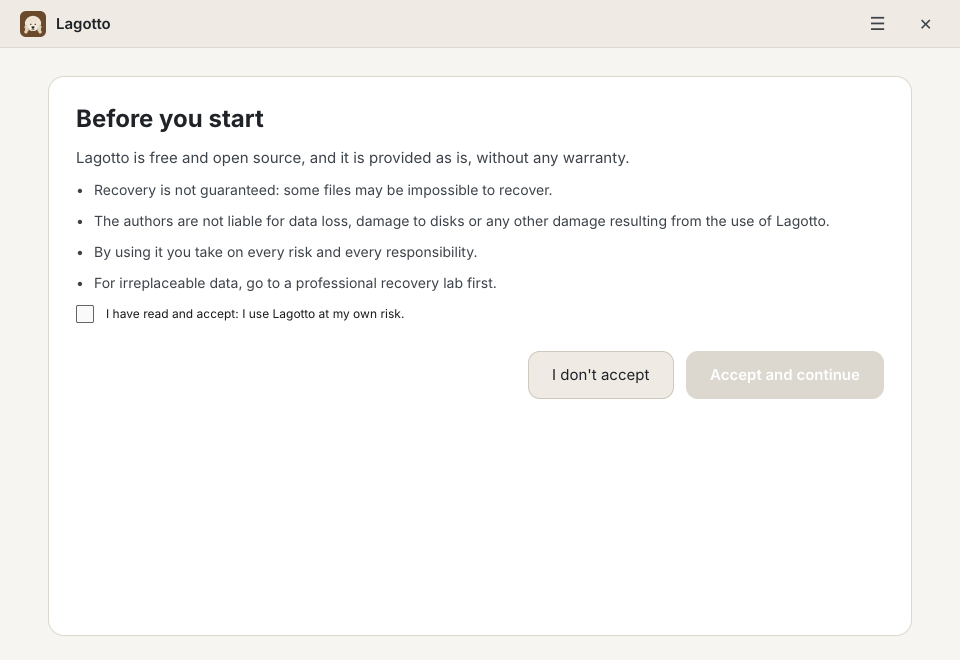 Lagotto
Before you start
Lagotto is free and open source, and it is provided as is, without any warranty.
• Recovery is not guaranteed: some files may be impossible to recover.
• The authors are not liable for data loss, damage to disks or any other damage resulting from the use of Lagotto.
• By using it you take on every risk and every responsibility.
• For irreplaceable data, go to a professional recovery lab first.
I have read and accept: I use Lagotto at my own risk.
I don't accept
Accept and continue